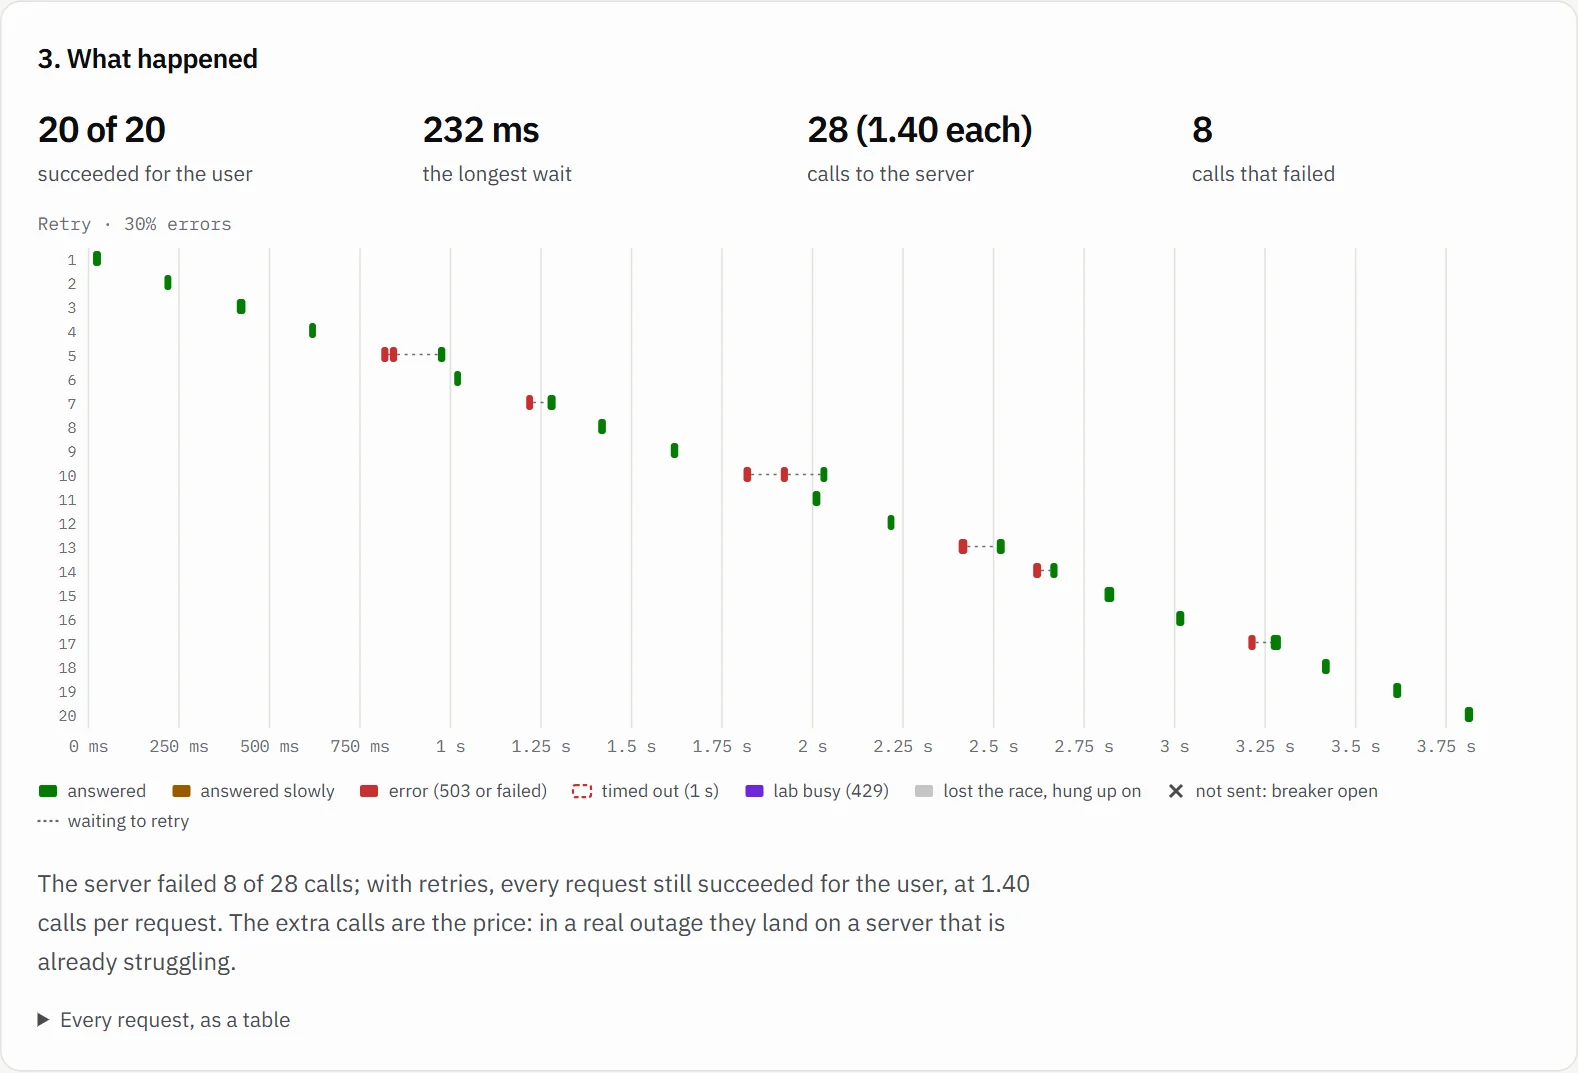 3. What happened
20 of 20
succeeded for the user
232 ms
the longest wait
28 (1.40 each)
calls to the server
8
calls that failed
Retry · 30% errors
1
2
3
4
5
6
7
8
9
10
11
12
13
14
15
16
17
18
19
20
0 ms 250 ms 500 ms 750 ms 1 s 1.25 s 1.5 s 1.75 s 2 s 2.25 s 2.5 s 2.75 s 3 s 3.25 s 3.5 s 3.75 s
answered answered slowly error (503 or failed) timed out (1 s) lab busy (429) lost the race, hung up on not sent: breaker open
waiting to retry
The server failed 8 of 28 calls; with retries, every request still succeeded for the user, at 1.40
calls per request. The extra calls are the price: in a real outage they land on a server that is
already struggling.
Every request, as a table